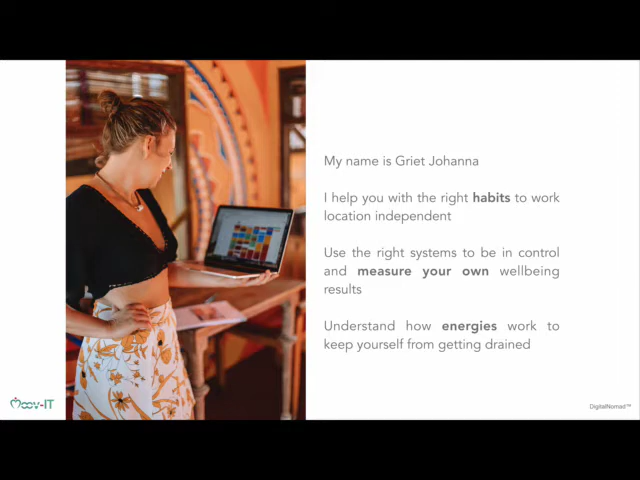 My name is Griet Johanna
I help you with the right habits to work
location independent
Use the right systems to be in control
and measure your own wellbeing
results
Understand how energies work to
keep yourself from getting drained
Moov-IT
DigitalNomad™